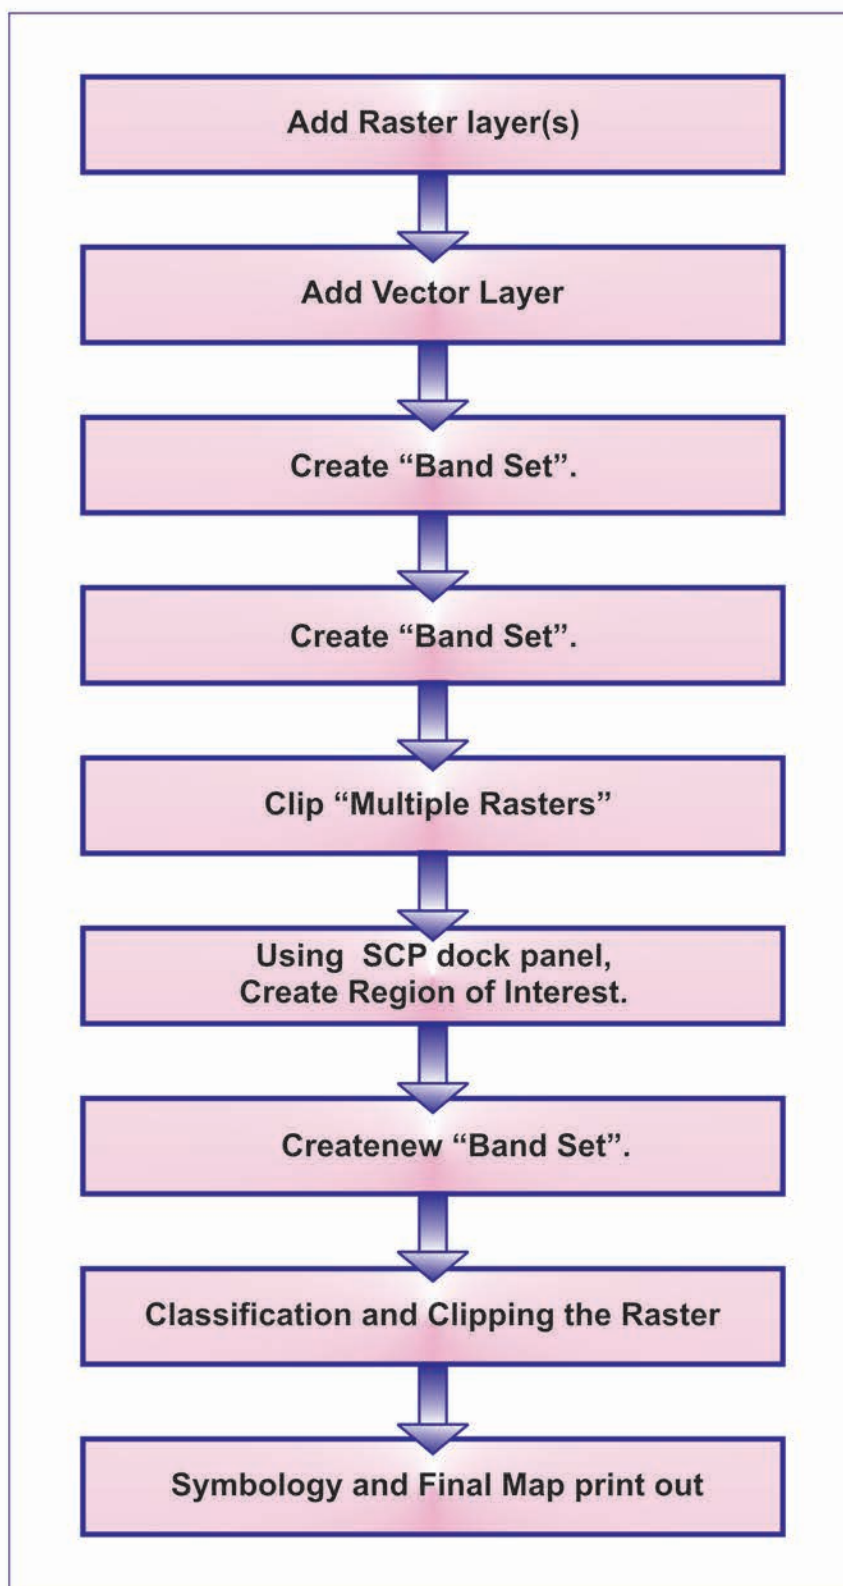 Add Raster layer(s)
Add Vector Layer
Create “Band Set”.
Create “Band Set”.
Clip “Multiple Rasters”
Using SCP dock panel,
Create Region of Interest.
Createnew “Band Set”.
Classification and Clipping the Raster
Symbology and Final Map print out